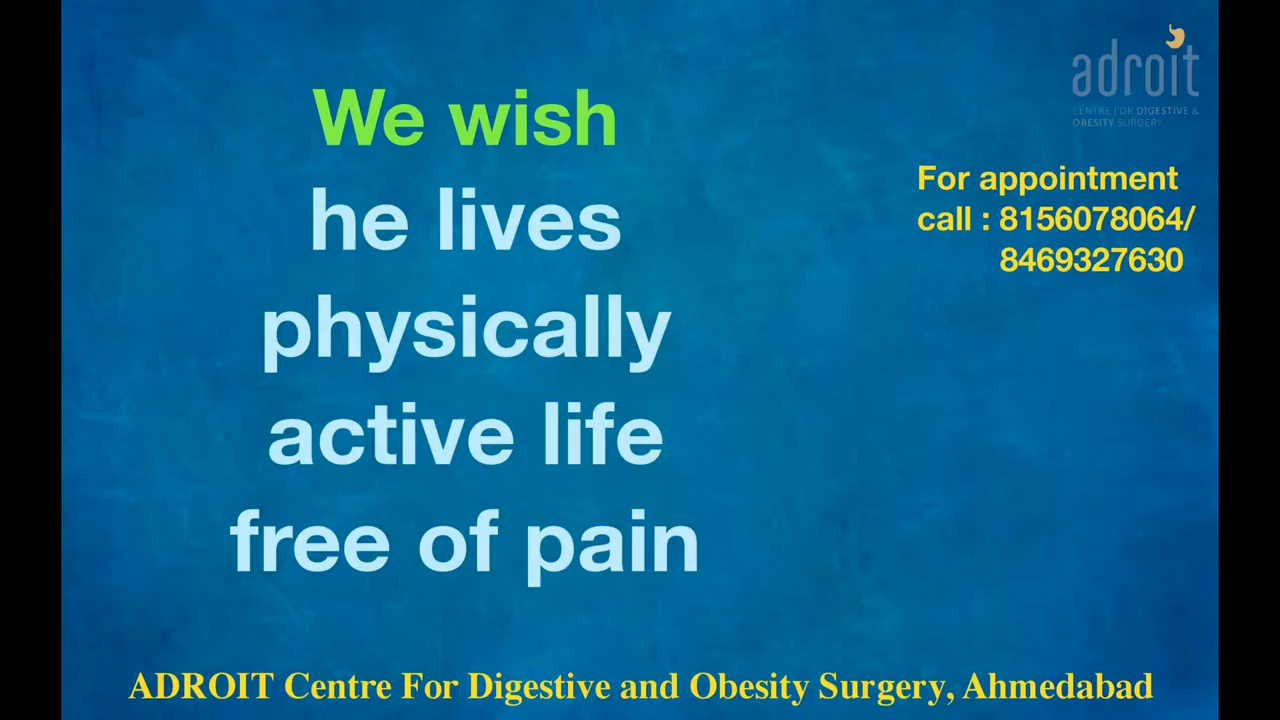 We wish
he lives
physically
active life
free of pain
adroit
CENTRE FOR DIGESTIVE &
OBESITY SURGERY
For appointment
call : 8156078064/
8469327630
ADROIT Centre For Digestive and Obesity Surgery, Ahmedabad